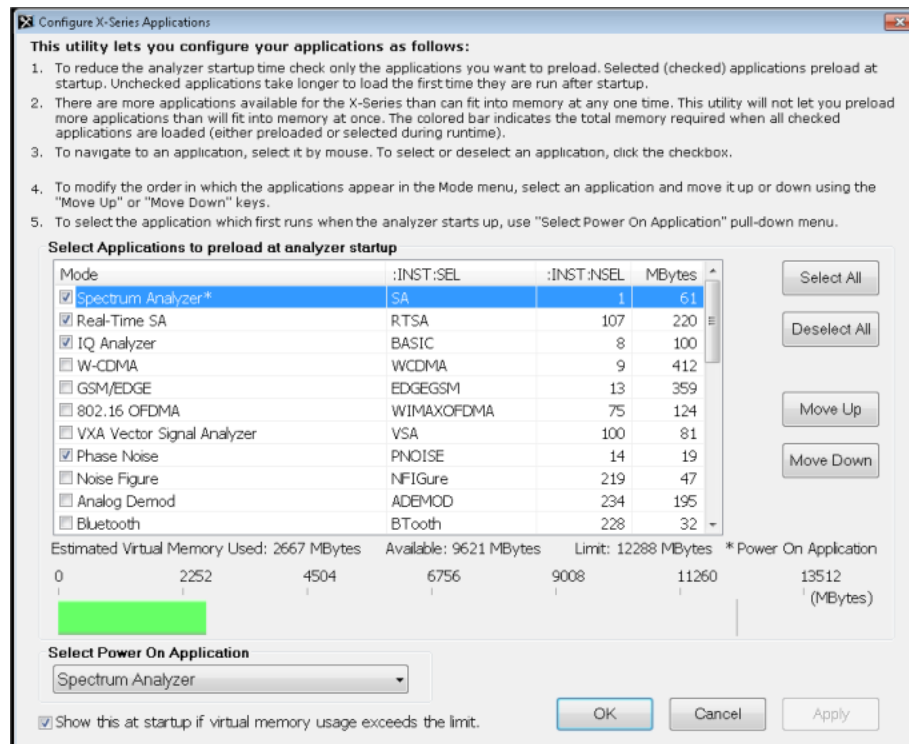 Configure X-Series Applications
This utility lets you configure your applications as follows:
1. To reduce the analyzer startup time check only the applications you want to preload. Selected (checked) applications preload at
startup. Unchecked applications take longer to load the first time they are run after startup.
2. There are more applications available for the X-Series than can fit into memory at any one time. This utility will not let you preload
more applications than will fit into memory at once. The colored bar indicates the total memory required when all checked
applications are loaded (either preloaded or selected during runtime).
3. To navigate to an application, select it by mouse. To select or deselect an application, click the checkbox.
4. To modify the order in which the applications appear in the Mode menu, select an application and move it up or down using the
"Move Up" or "Move Down" keys.
5. To select the application which first runs when the analyzer starts up, use "Select Power On Application" pull-down menu.
Select Applications to preload at analyzer startup
Mode :INST:SEL :INST:NSEL MBytes
Spectrum Analyzer* SA 1 61
Real-Time SA RTSA 107 220
IQ Analyzer BASIC 8 100
W-CDMA WCDMA 9 412
GSM/EDGE EDGEGSM 13 359
802.16 OFDMA WIMAXOFDMA 75 124
VXA Vector Signal Analyzer VSA 100 81
Phase Noise PNOISE 14 19
Noise Figure NFIGure 219 47
Analog Demod ADEMOD 234 195
Bluetooth BTooth 228 32
Select All
Deselect All
Move Up
Move Down
Estimated Virtual Memory Used: 2667 MBytes Available: 9621 MBytes Limit: 12288 MBytes * Power On Application
0 2252 4504 6756 9008 11260 13512
(MBytes)
Select Power On Application
Spectrum Analyzer
Show this at startup if virtual memory usage exceeds the limit.
OK Cancel Apply